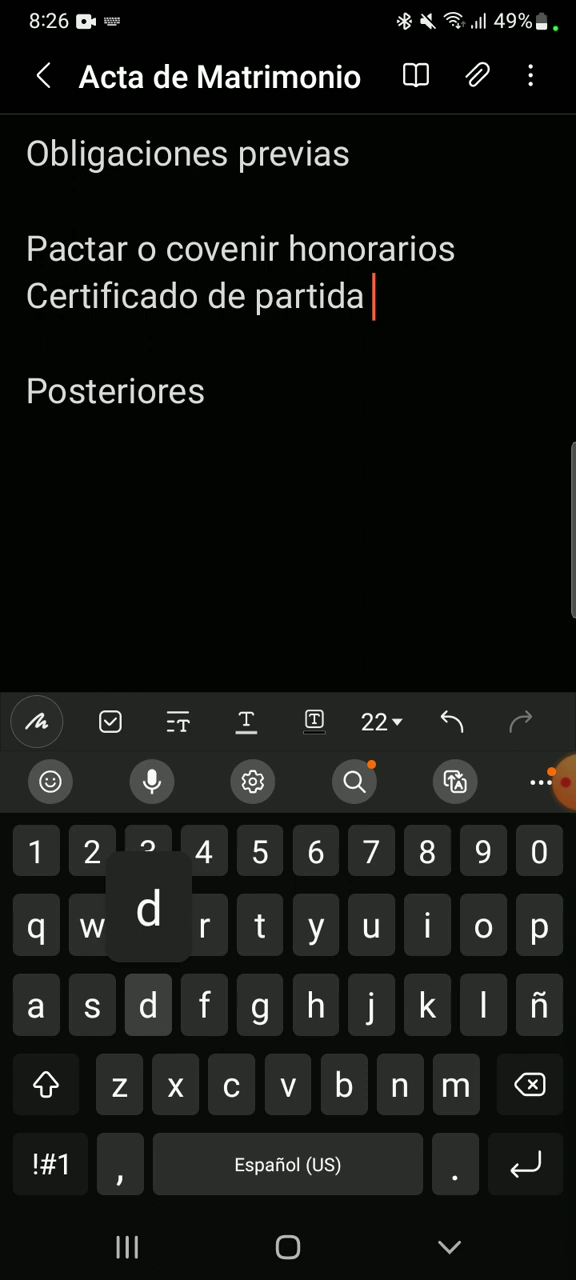 8:26 49%
Acta de Matrimonio
Obligaciones previas
Pactar o covenir honorarios
Certificado de partida
Posteriores
22
1 2 3 4 5 6 7 8 9 0
q w r t y u i o p
d
a s d f g h j k l ñ
z x c v b n m
!#1 , Español (US) .